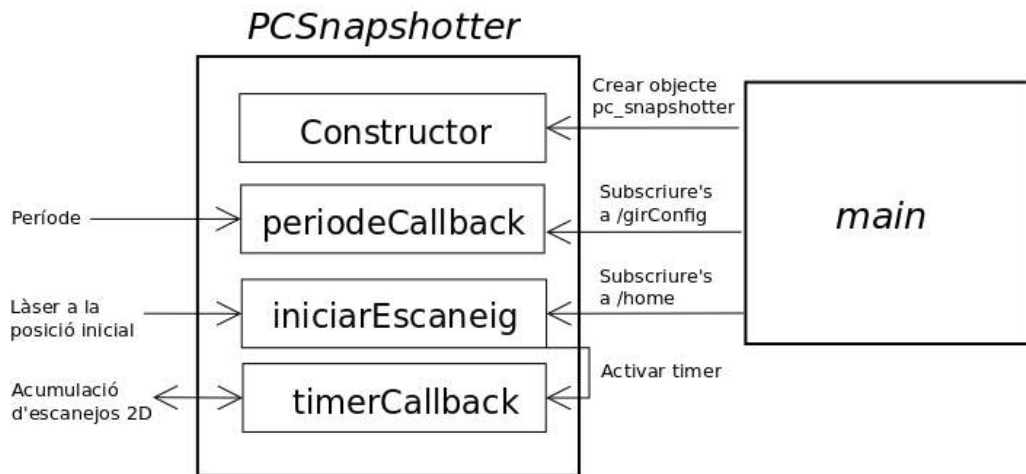 PCSnapshotter
Crear objecte
pc_snapshotter
Constructor
Període
periodeCallback
Subscriure's
a /girConfig
main
Làser a la
posició inicial
iniciarEscaneig
Subscriure's
a /home
Activar timer
Acumulació
d'escanejos 2D
timerCallback